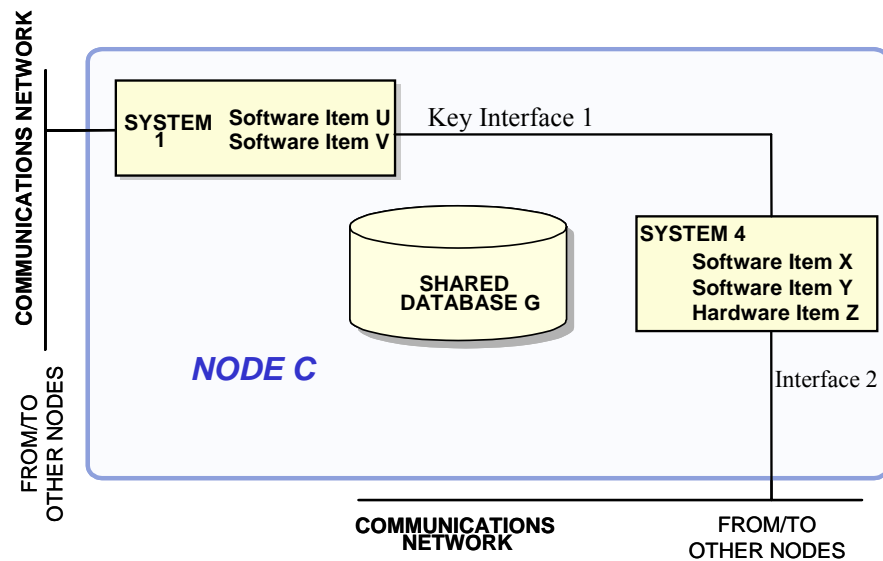 COMMUNICATIONS NETWORK
FROM/TO
OTHER NODES
SYSTEM
1
Software Item U
Software Item V
Key Interface 1
SHARED
DATABASE G
SYSTEM 4
Software Item X
Software Item Y
Hardware Item Z
NODE C
Interface 2
COMMUNICATIONS
NETWORK
FROM/TO
OTHER NODES